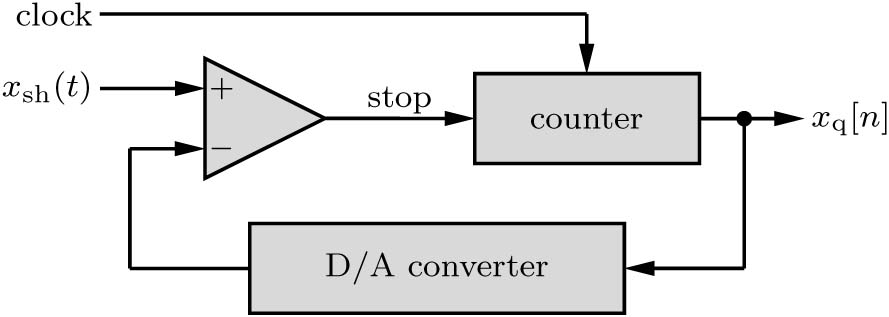 clock
x_sh(t)
+
stop
counter
x_q[n]
−
D/A converter